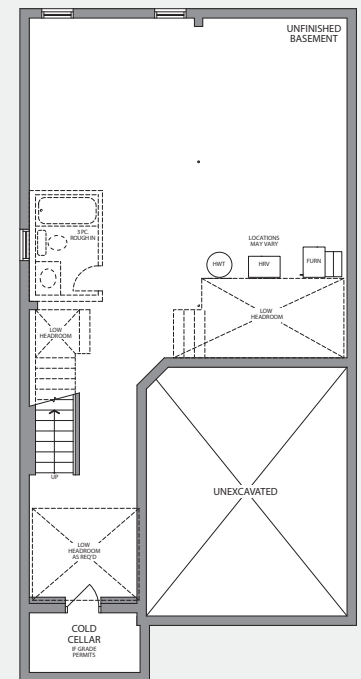 UNFINISHED
BASEMENT
3 PC.
ROUGH IN
LOCATIONS
MAY VARY
HWT
HRV
FURN
LOW
HEADROOM
LOW
HEADROOM
UP
UNEXCAVATED
LOW
HEADROOM
AS REQ'D
COLD
CELLAR
IF GRADE
PERMITS